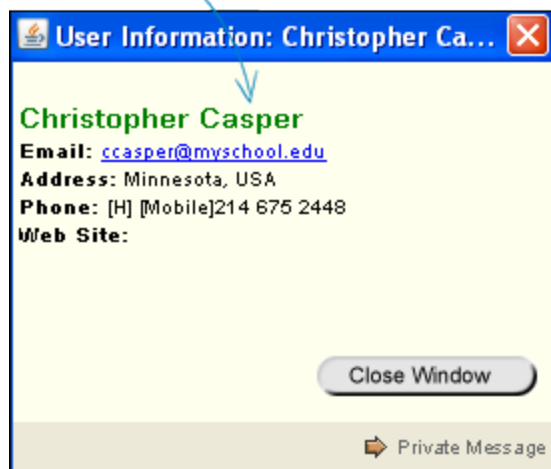 User Information: Christopher Ca...
Christopher Casper
Email: ccasper@myschool.edu
Address: Minnesota, USA
Phone: [H] [Mobile]214 675 2448
Web Site:
Close Window
Private Message